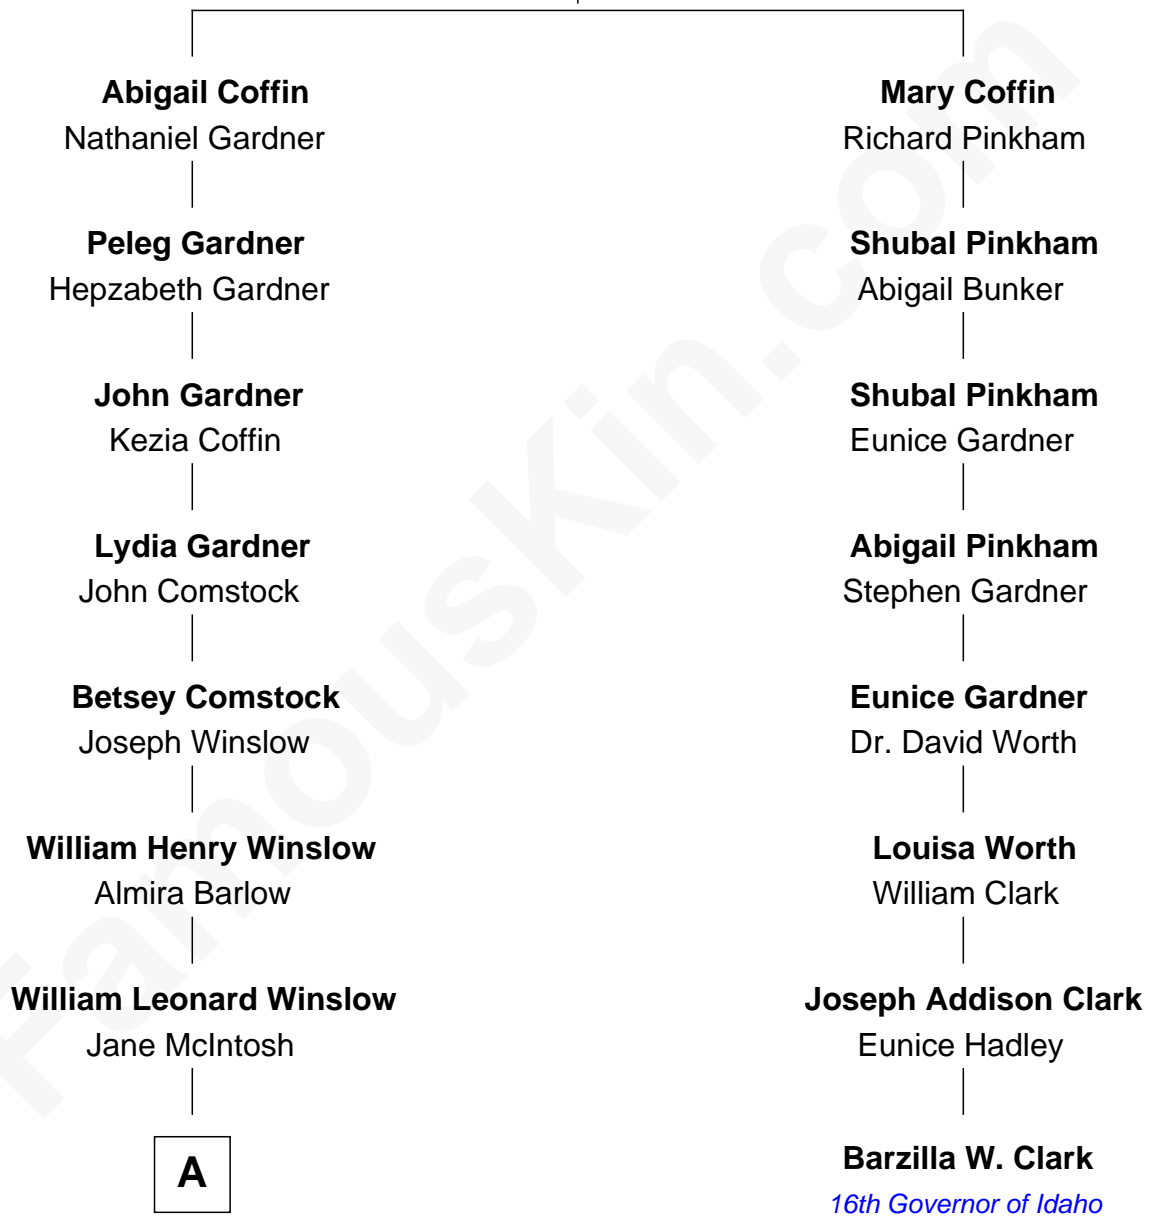 Abigail Coffin
Nathaniel Gardner
Mary Coffin
Richard Pinkham
Peleg Gardner
Hepzabeth Gardner
Shubal Pinkham
Abigail Bunker
John Gardner
Kezia Coffin
Shubal Pinkham
Eunice Gardner
Lydia Gardner
John Comstock
Abigail Pinkham
Stephen Gardner
Betsey Comstock
Joseph Winslow
Eunice Gardner
Dr. David Worth
William Henry Winslow
Almira Barlow
Louisa Worth
William Clark
William Leonard Winslow
Jane McIntosh
Joseph Addison Clark
Eunice Hadley
A
Barzilla W. Clark
16th Governor of Idaho
FamousKin.com